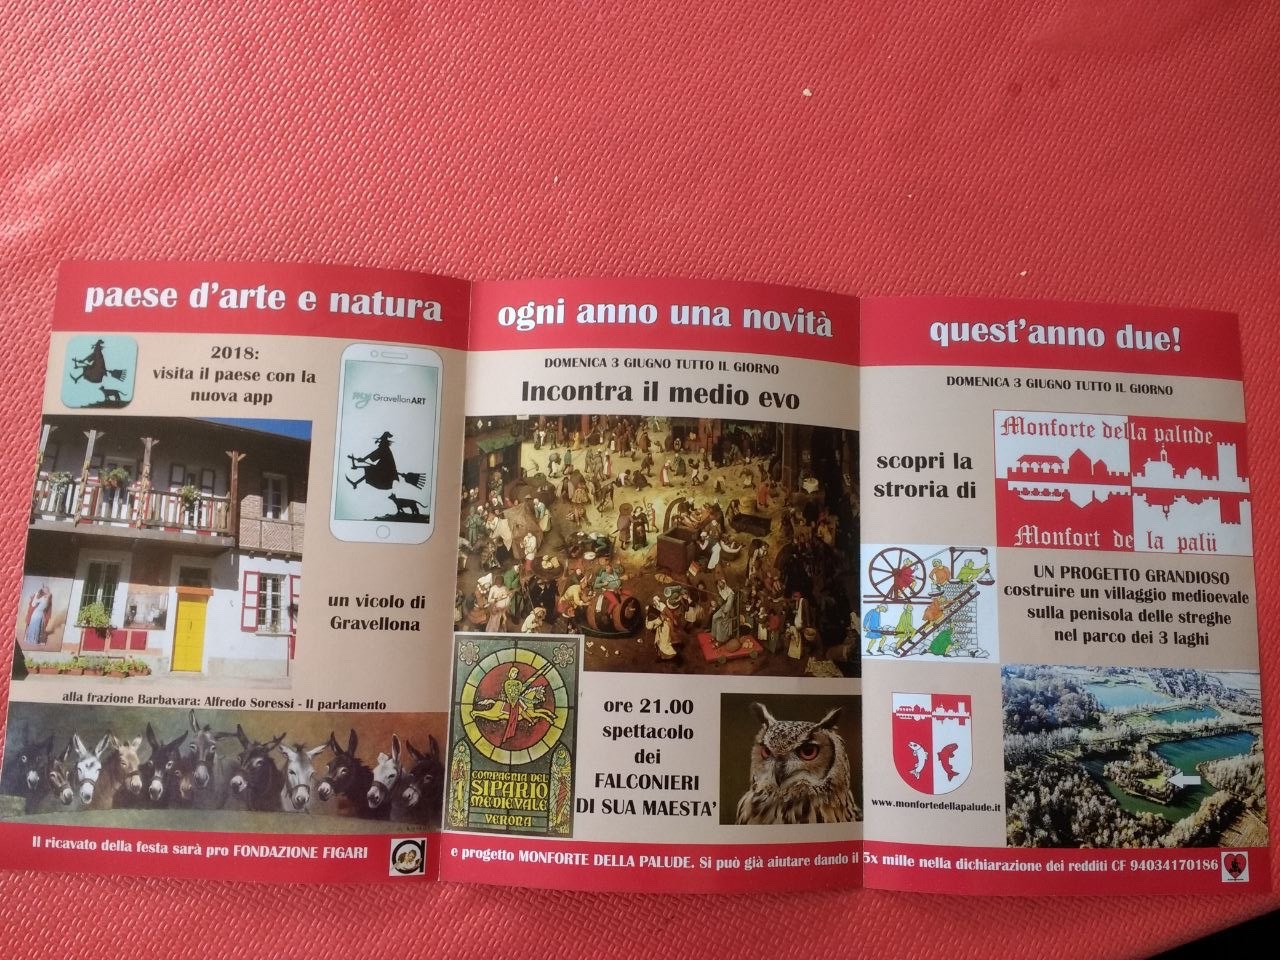 paese d'arte e natura
2018:
visita il paese con la
nuova app
my GravellonART
un vicolo di
Gravellona
alla frazione Barbavara: Alfredo Soressi - Il parlamento
Il ricavato della festa sarà pro FONDAZIONE FIGARI
ogni anno una novità
DOMENICA 3 GIUGNO TUTTO IL GIORNO
Incontra il medio evo
COMPAGNIA DEL
SIPARIO
MEDIEVALE
VERONA
ore 21.00
spettacolo
dei
FALCONIERI
DI SUA MAESTA'
e progetto MONFORTE DELLA PALUDE. Si può già aiutare dando il 5x mille nella dichiarazione dei redditi CF 94034170186
quest'anno due!
DOMENICA 3 GIUGNO TUTTO IL GIORNO
scopri la
stroria di
Monforte della palude
Monfort de la palü
UN PROGETTO GRANDIOSO
costruire un villaggio medioevale
sulla penisola delle streghe
nel parco dei 3 laghi
www.monfortedellapalude.it